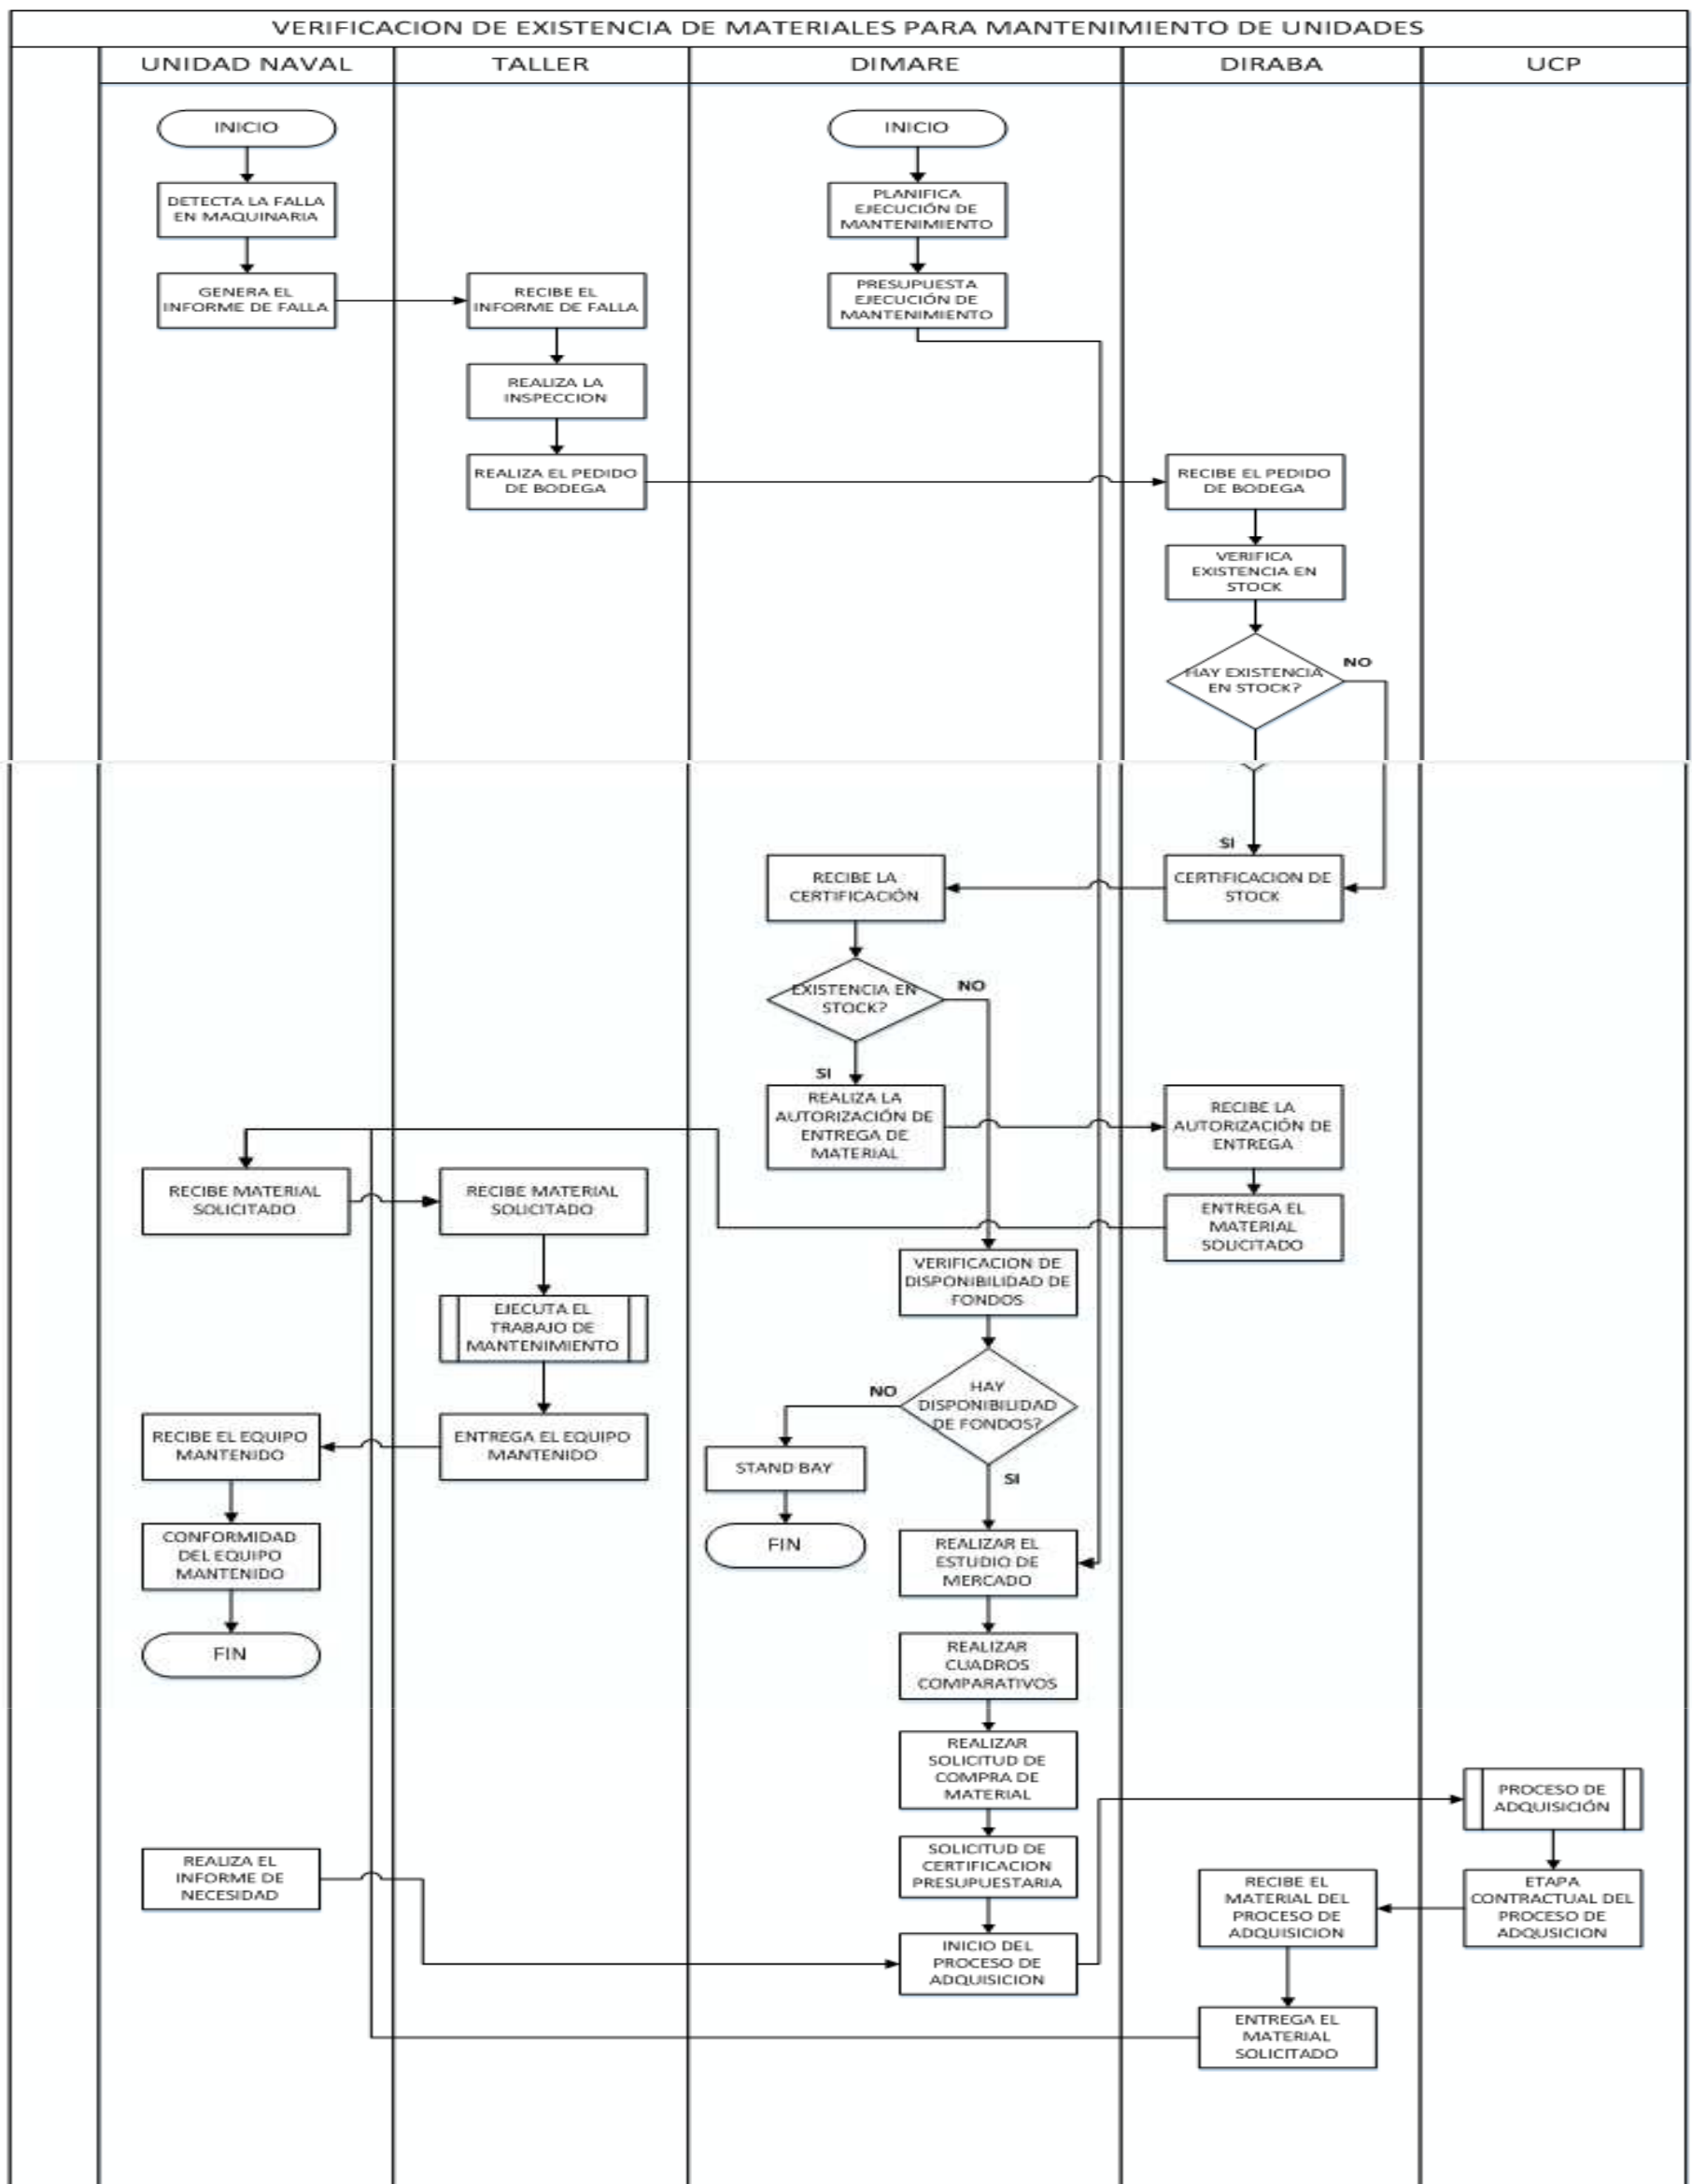 VERIFICACION DE EXISTENCIA DE MATERIALES PARA MANTENIMIENTO DE UNIDADES
UNIDAD NAVAL
TALLER
DIMARE
DIRABA
UCP
INICIO
INICIO
DETECTA LA FALLA
EN MAQUINARIA
PLANIFICA
EJECUCIÓN DE
MANTENIMIENTO
GENERA EL
INFORME DE FALLA
RECIBE EL
INFORME DE FALLA
PRESUPUESTA
EJECUCIÓN DE
MANTENIMIENTO
REALIZA LA
INSPECCION
REALIZA EL PEDIDO
DE BODEGA
RECIBE EL PEDIDO
DE BODEGA
VERIFICA
EXISTENCIA EN
STOCK
HAY EXISTENCIA
EN STOCK?
NO
SI
RECIBE LA
CERTIFICACIÓN
CERTIFICACION DE
STOCK
EXISTENCIA EN
STOCK?
NO
SI
REALIZA LA
AUTORIZACIÓN DE
ENTREGA DE
MATERIAL
RECIBE LA
AUTORIZACIÓN DE
ENTREGA
RECIBE MATERIAL
SOLICITADO
RECIBE MATERIAL
SOLICITADO
ENTREGA EL
MATERIAL
SOLICITADO
VERIFICACION DE
DISPONIBILIDAD DE
FONDOS
EJECUTA EL
TRABAJO DE
MANTENIMIENTO
NO
HAY
DISPONIBILIDAD
DE FONDOS?
SI
RECIBE EL EQUIPO
MANTENIDO
ENTREGA EL EQUIPO
MANTENIDO
STAND BAY
CONFORMIDAD
DEL EQUIPO
MANTENIDO
FIN
REALIZAR EL
ESTUDIO DE
MERCADO
FIN
REALIZAR
CUADROS
COMPARATIVOS
REALIZAR
SOLICITUD DE
COMPRA DE
MATERIAL
PROCESO DE
ADQUISICIÓN
REALIZA EL
INFORME DE
NECESIDAD
SOLICITUD DE
CERTIFICACION
PRESUPUESTARIA
RECIBE EL
MATERIAL DEL
PROCESO DE
ADQUISICION
ETAPA
CONTRACTUAL DEL
PROCESO DE
ADQUSICION
INICIO DEL
PROCESO DE
ADQUISICION
ENTREGA EL
MATERIAL
SOLICITADO